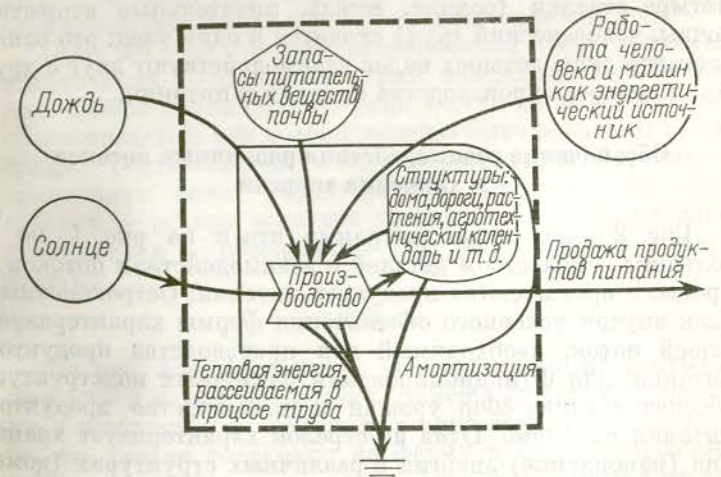 Дождь
Запа-
сы питатель-
ных веществ
почвы
Рабо-
та чело-
века и машин
как энергети-
ческий источ-
ник
Солнце
Структуры:
дома, дороги, рас-
тения, агротех-
нический кален-
дарь и т.д.
Произ-
водство
Продажа продук-
тов питания
Тепловая энергия,
рассеиваемая в
процессе труда
Амортизация